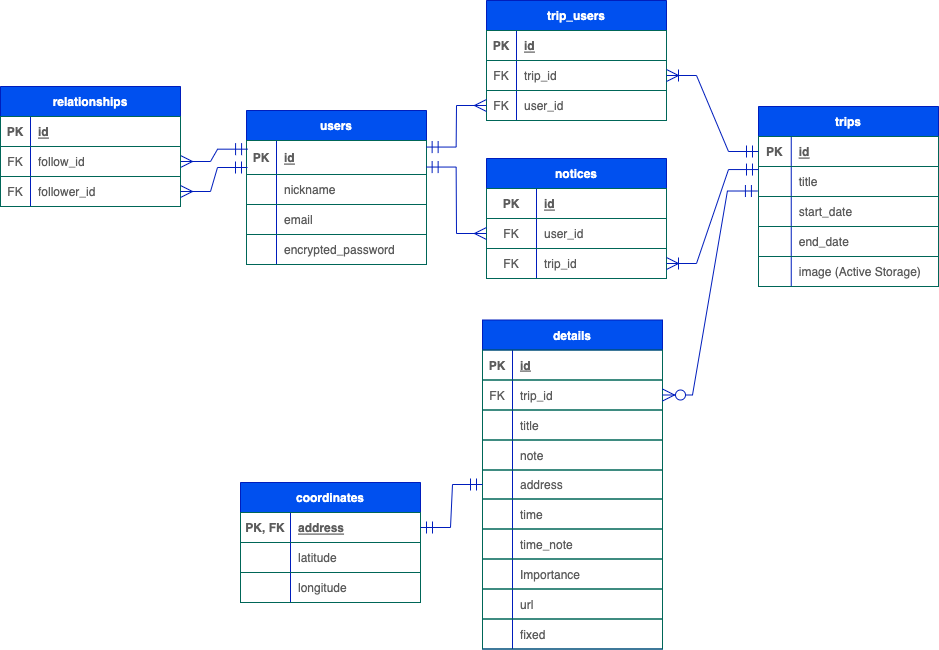 trip_users
PK id
FK trip_id
FK user_id
relationships
PK id
FK follow_id
FK follower_id
users
PK id
nickname
email
encrypted_password
trips
PK id
title
start_date
end_date
image (Active Storage)
notices
PK id
FK user_id
FK trip_id
details
PK id
FK trip_id
title
note
address
time
time_note
Importance
url
fixed
coordinates
PK, FK address
latitude
longitude